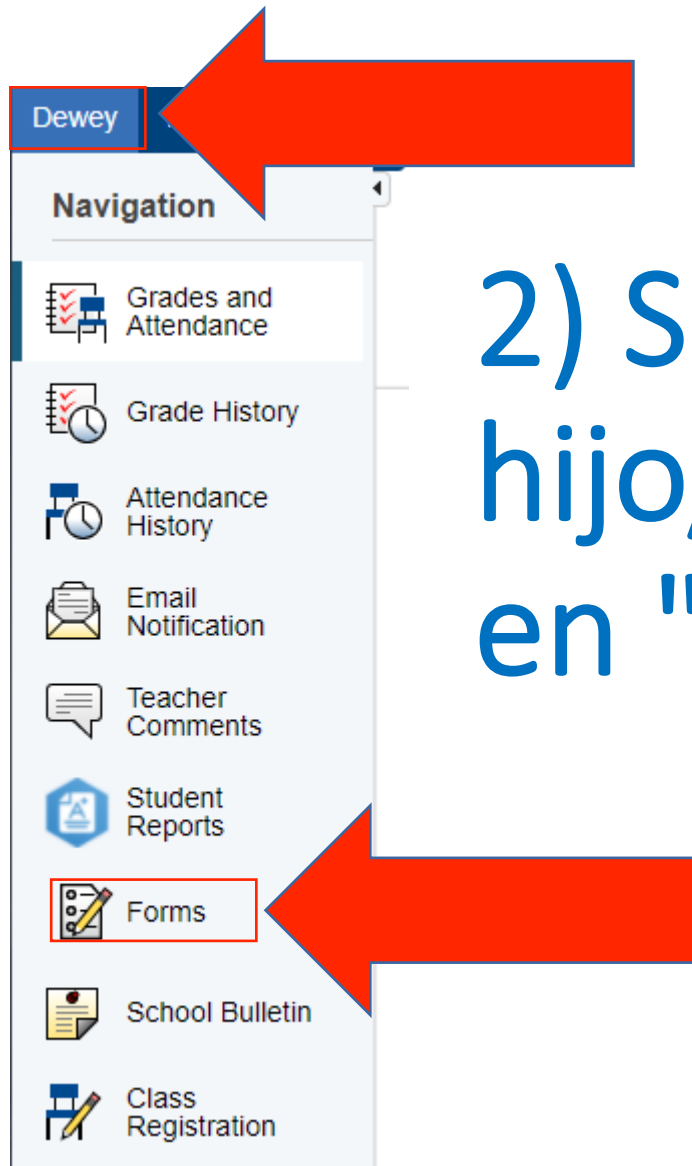 Dewey
Navigation
Grades and
Attendance
Grade History
Attendance
History
Email
Notification
Teacher
Comments
Student
Reports
Forms
School Bulletin
Class
Registration
2) S
hijo/
en "